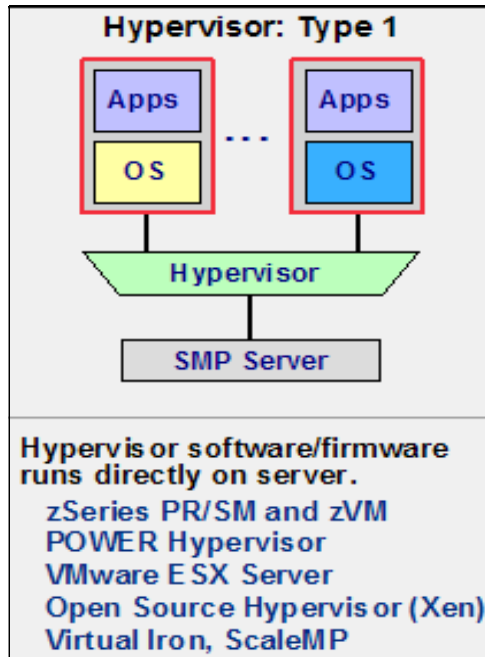 Hypervisor: Type 1
Apps
Apps
...
OS
OS
Hypervisor
SMP Server
Hypervisor software/firmware
runs directly on server.
zSeries PR/SM and zVM
POWER Hypervisor
VMware ESX Server
Open Source Hypervisor (Xen)
Virtual Iron, ScaleMP